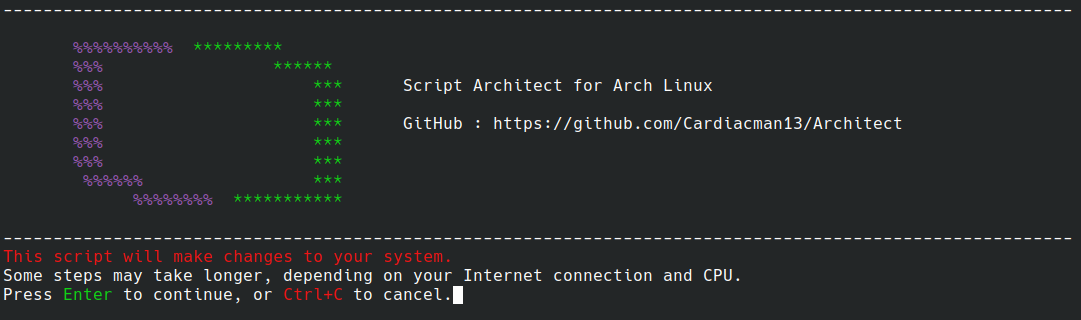 -----------------------------------------------------------------------------------------------------------
%%%%%%%%%% *********
%%% ******
%%% *** Script Architect for Arch Linux
%%% ***
%%% *** GitHub : https://github.com/Cardiacman13/Architect
%%% ***
%%% ***
%%%%%% ***
%%%%%%%% ***********
-----------------------------------------------------------------------------------------------------------
This script will make changes to your system.
Some steps may take longer, depending on your Internet connection and CPU.
Press Enter to continue, or Ctrl+C to cancel.